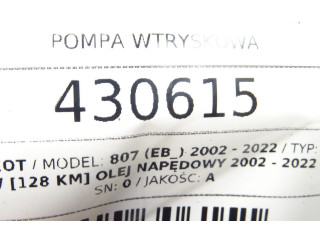 POMPA WTRYSKOWA
430615
OT / MODEL: 807 (EB_) 2002 - 2022 / TYP:
[128 KM] OLEJ NAPĘDOWY 2002 - 2022
SN: 0 / JAKOŚĆ: A